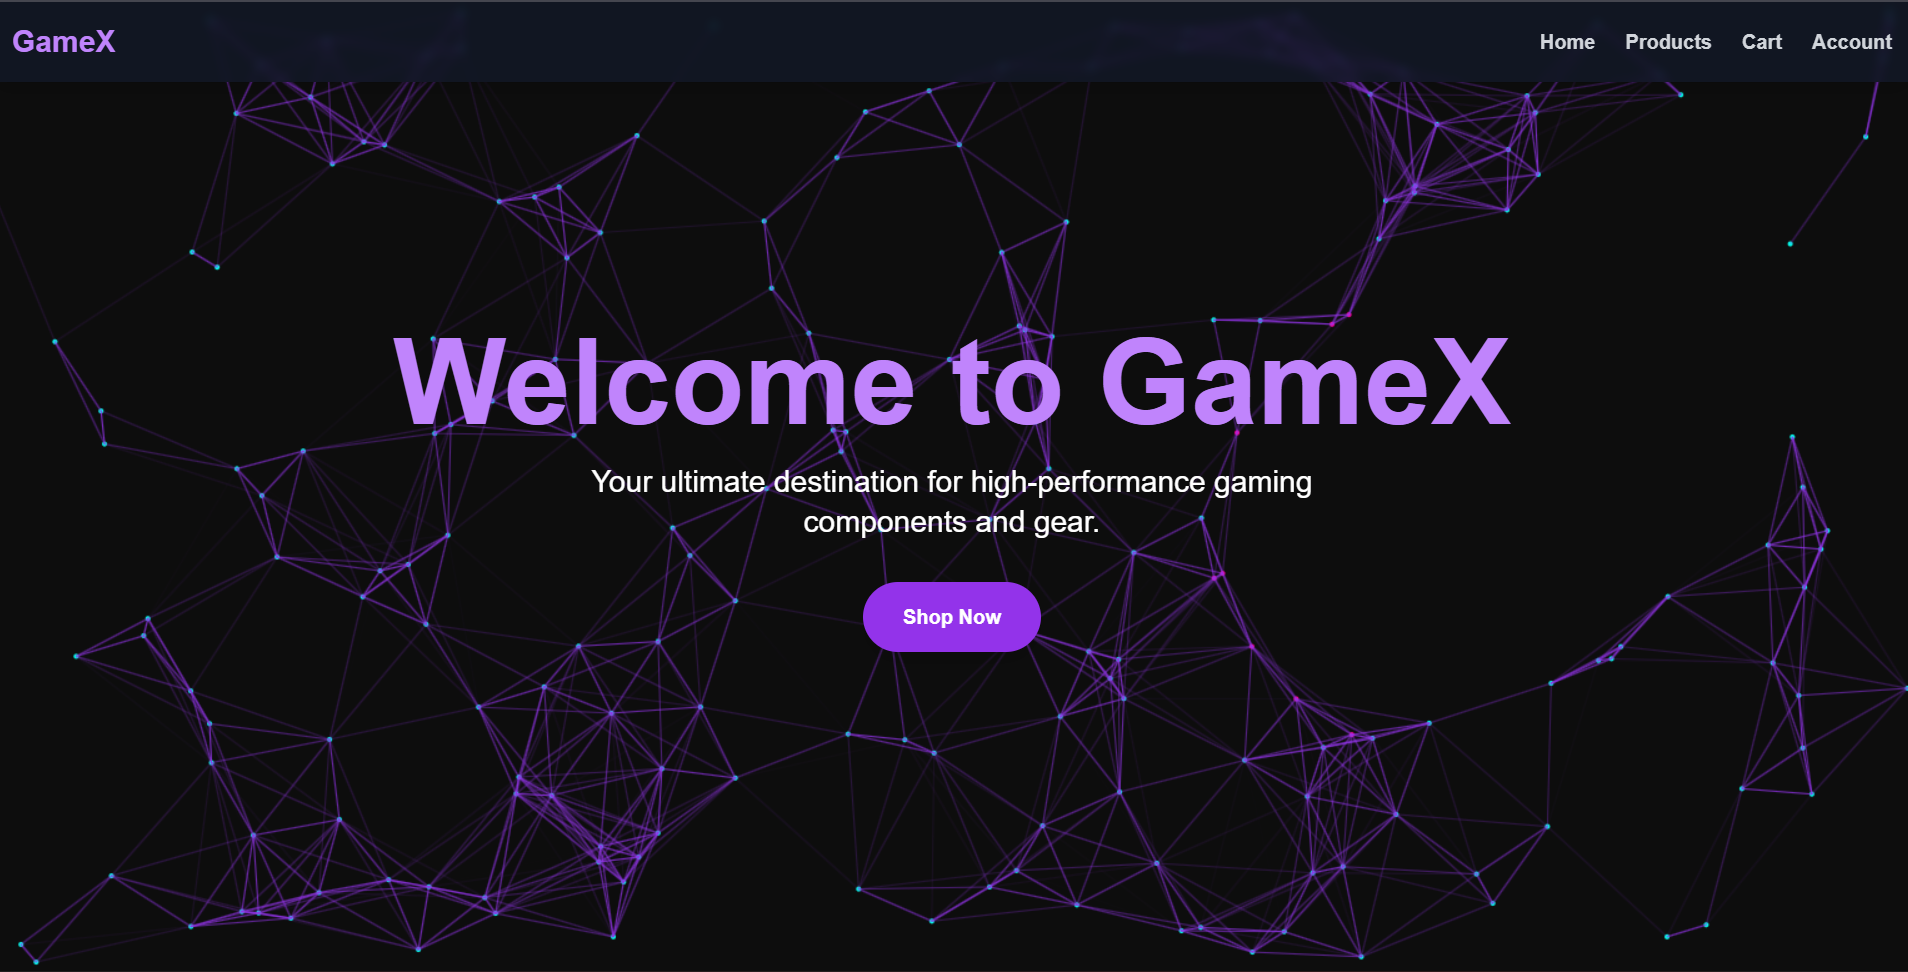 GameX
Home Products Cart Account
Welcome to GameX
Your ultimate destination for high-performance gaming
components and gear.
Shop Now